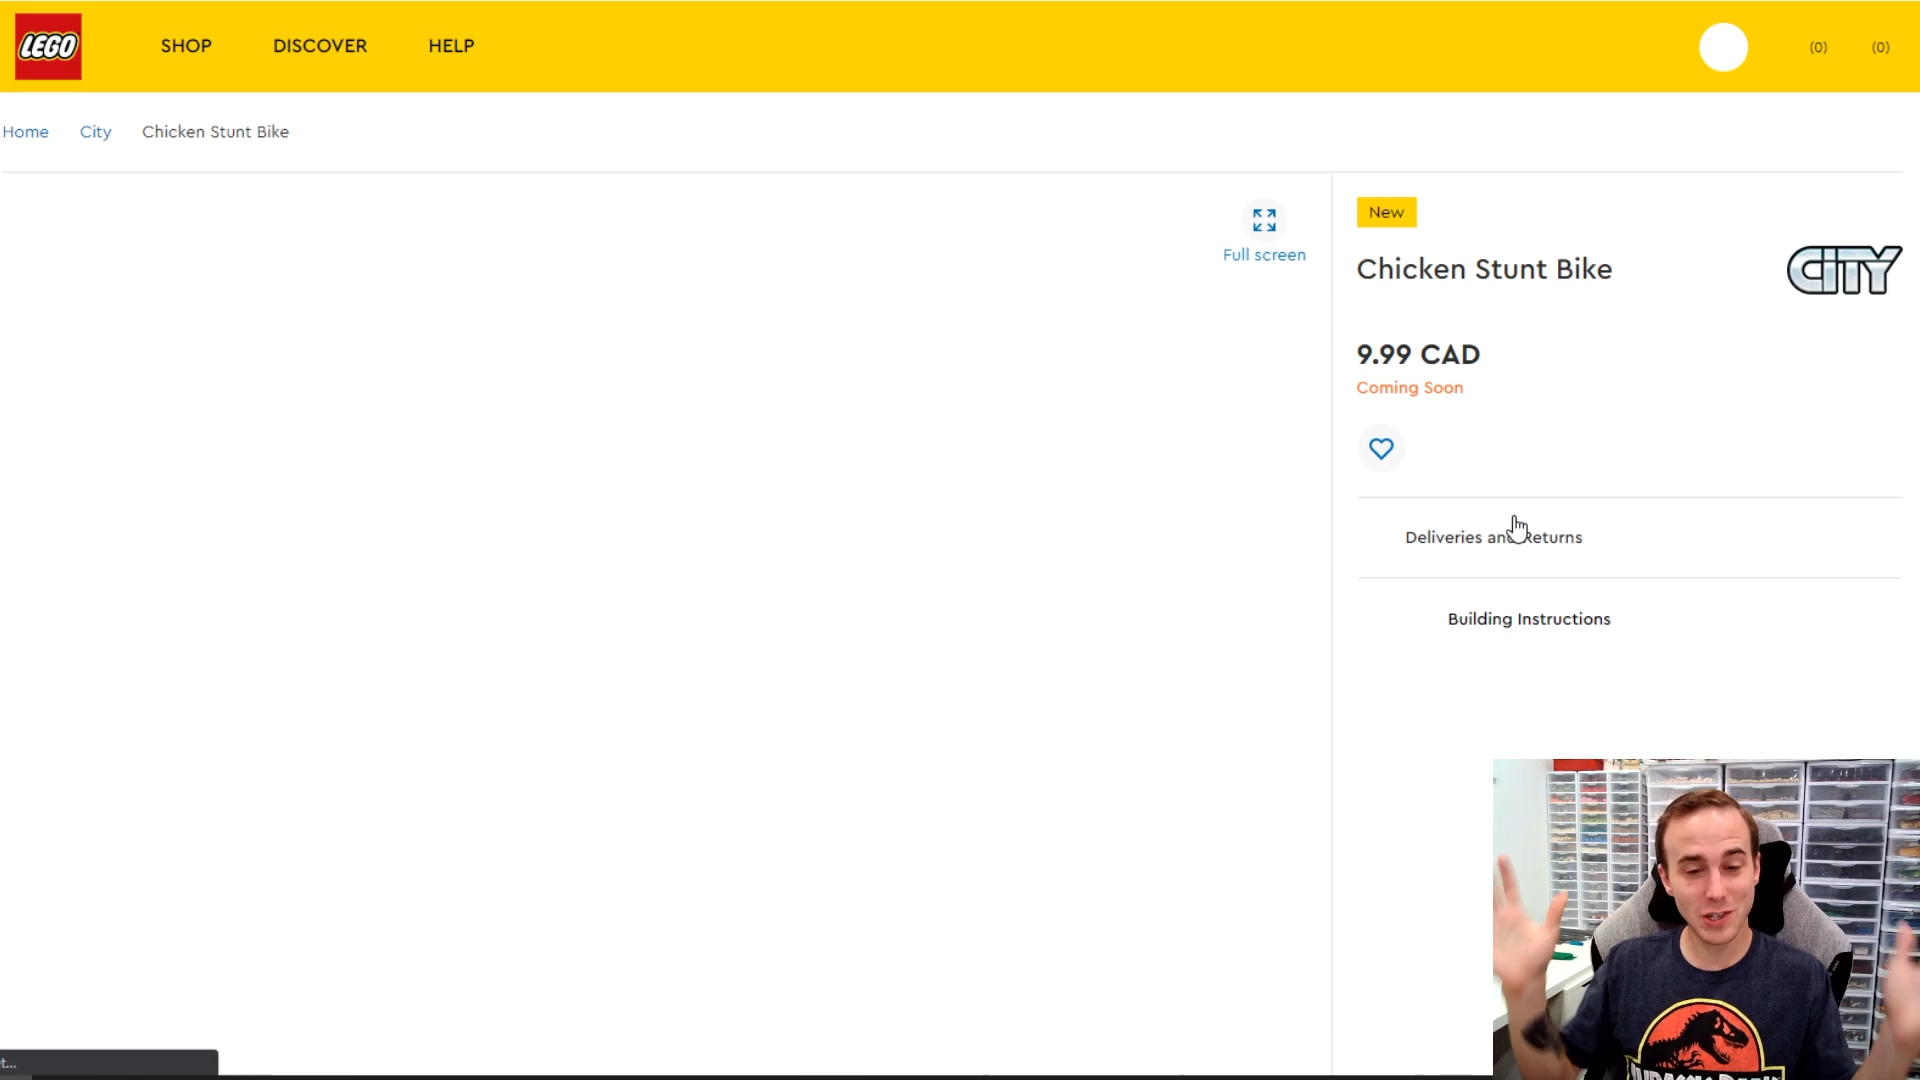 LEGO
SHOP DISCOVER HELP
(0) (0)
Home City Chicken Stunt Bike
Full screen
New
Chicken Stunt Bike
CITY
9.99 CAD
Coming Soon
Deliveries and Returns
Building Instructions